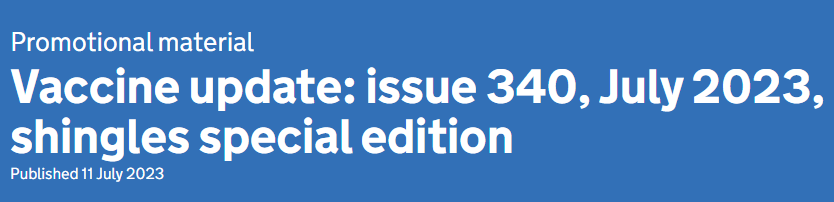 Promotional material
Vaccine update: issue 340, July 2023,
shingles special edition
Published 11 July 2023